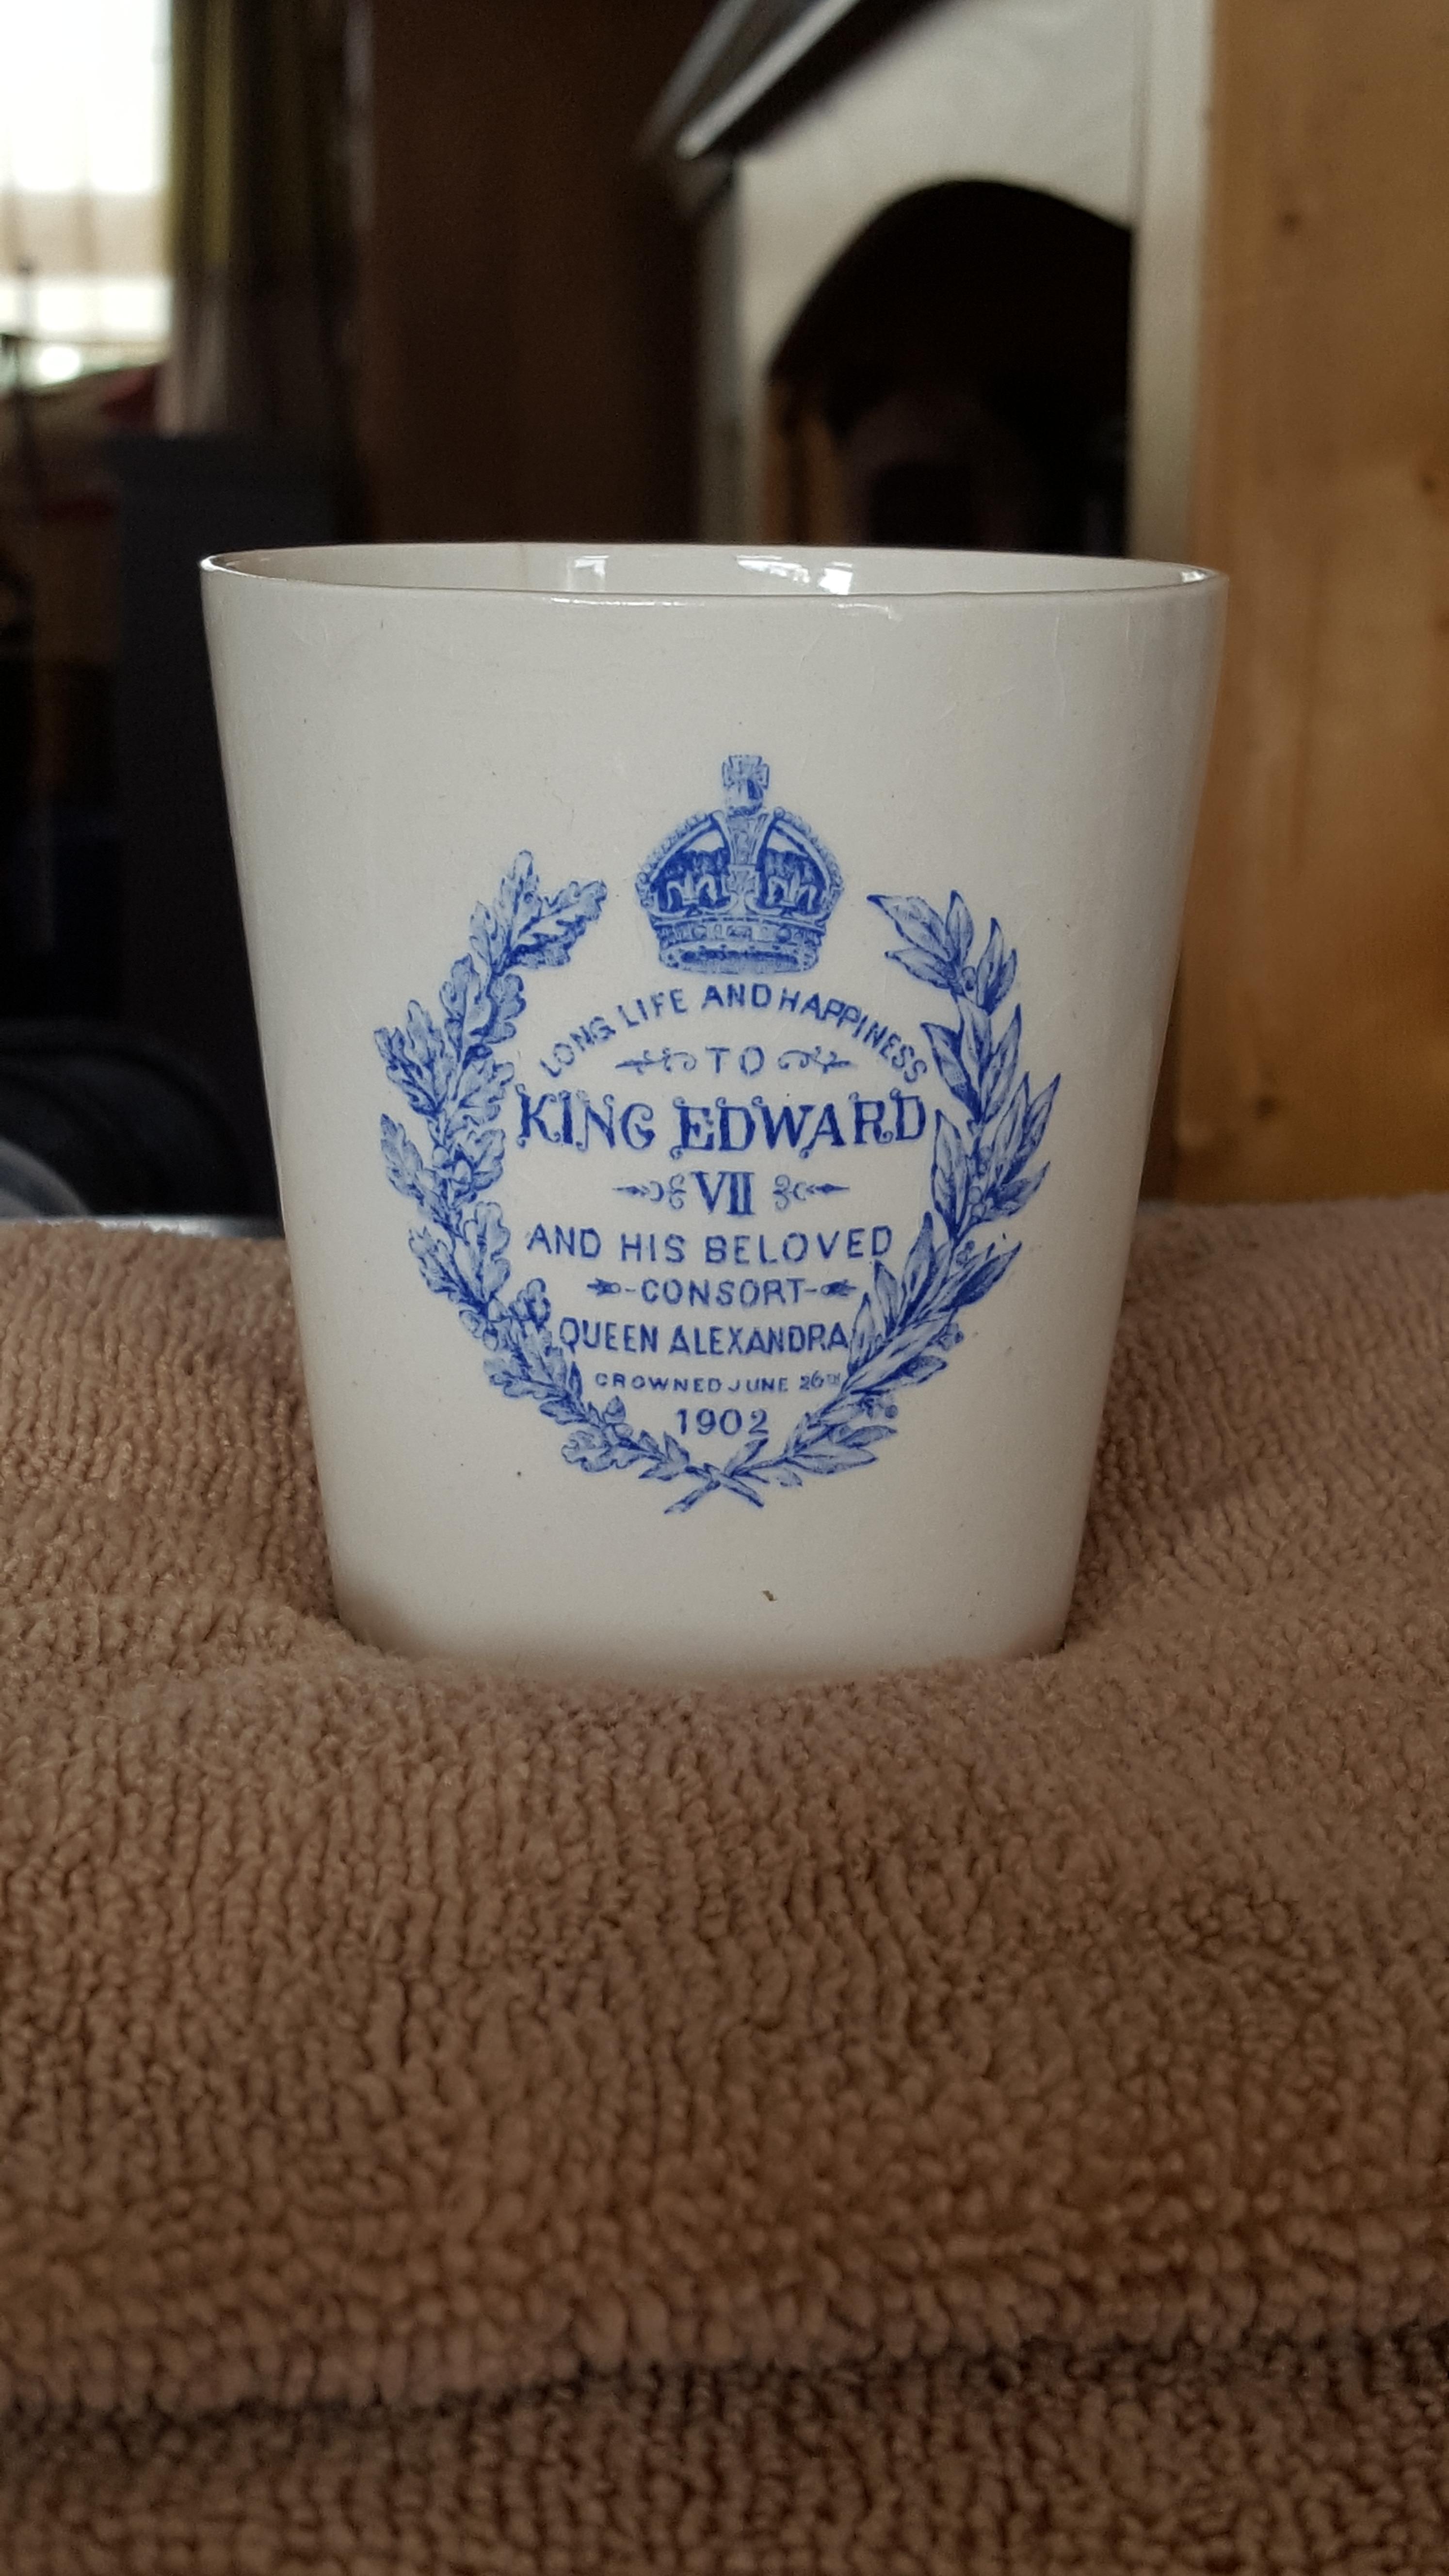 LONG LIFE AND HAPPINESS
TO
KING EDWARD
VII
AND HIS BELOVED
-CONSORT-
QUEEN ALEXANDRA
CROWNED JUNE 26TH
1902